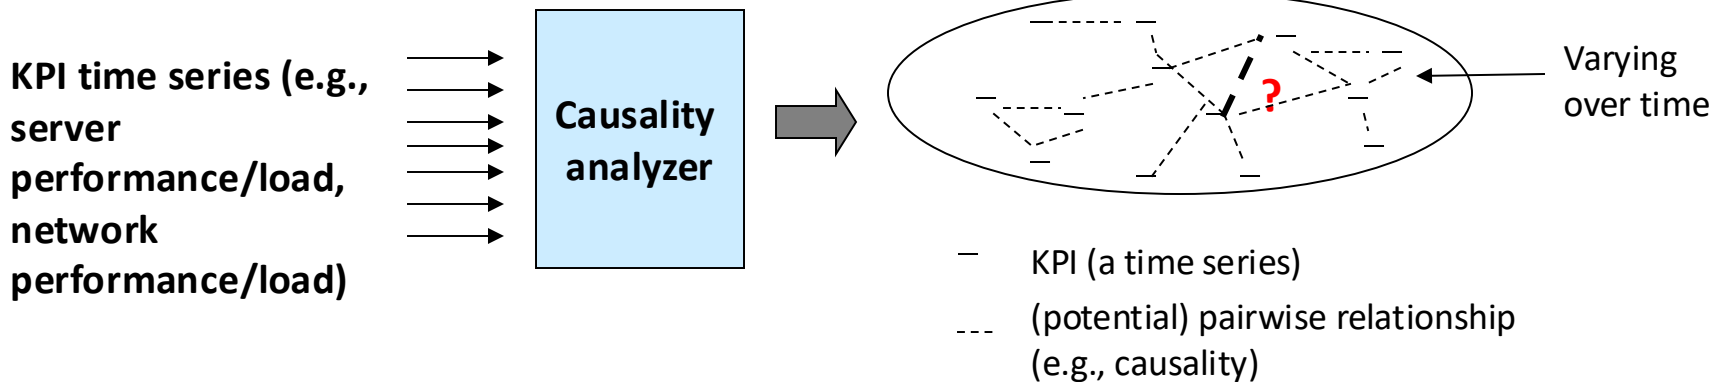 KPI time series (e.g.,
server
performance/load,
network
performance/load)
Causality
analyzer
?
Varying
over time
KPI (a time series)
(potential) pairwise relationship
(e.g., causality)